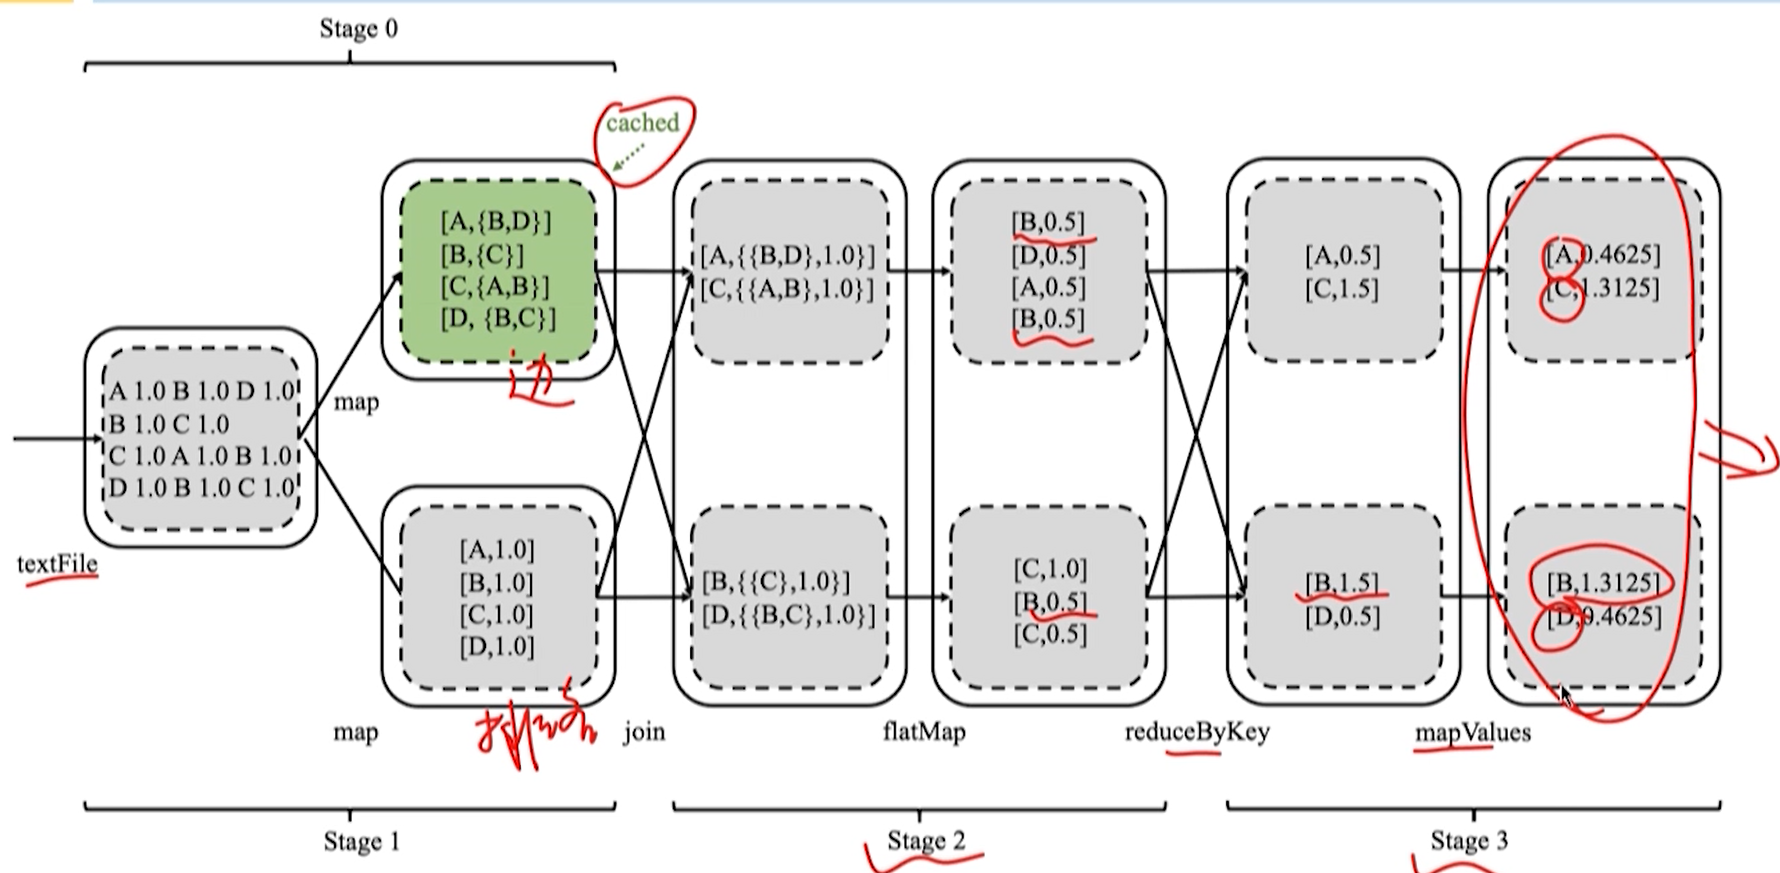 Stage 0
cached
[A,{B,D}]
[B,{C}]
[C,{A,B}]
[D, {B,C}]
[A,{{B,D},1.0}]
[C,{{A,B},1.0}]
[B,0.5]
[D,0.5]
[A,0.5]
[B,0.5]
[A,0.5]
[C,1.5]
[A,0.4625]
[C,1.3125]
A 1.0 B 1.0 D 1.0
B 1.0 C 1.0
C 1.0 A 1.0 B 1.0
D 1.0 B 1.0 C 1.0
map
textFile
[A,1.0]
[B,1.0]
[C,1.0]
[D,1.0]
[B,{{C},1.0}]
[D,{{B,C},1.0}]
[C,1.0]
[B,0.5]
[C,0.5]
[B,1.5]
[D,0.5]
[B,1.3125]
[D,0.4625]
map
join
flatMap
reduceByKey
mapValues
Stage 1
Stage 2
Stage 3